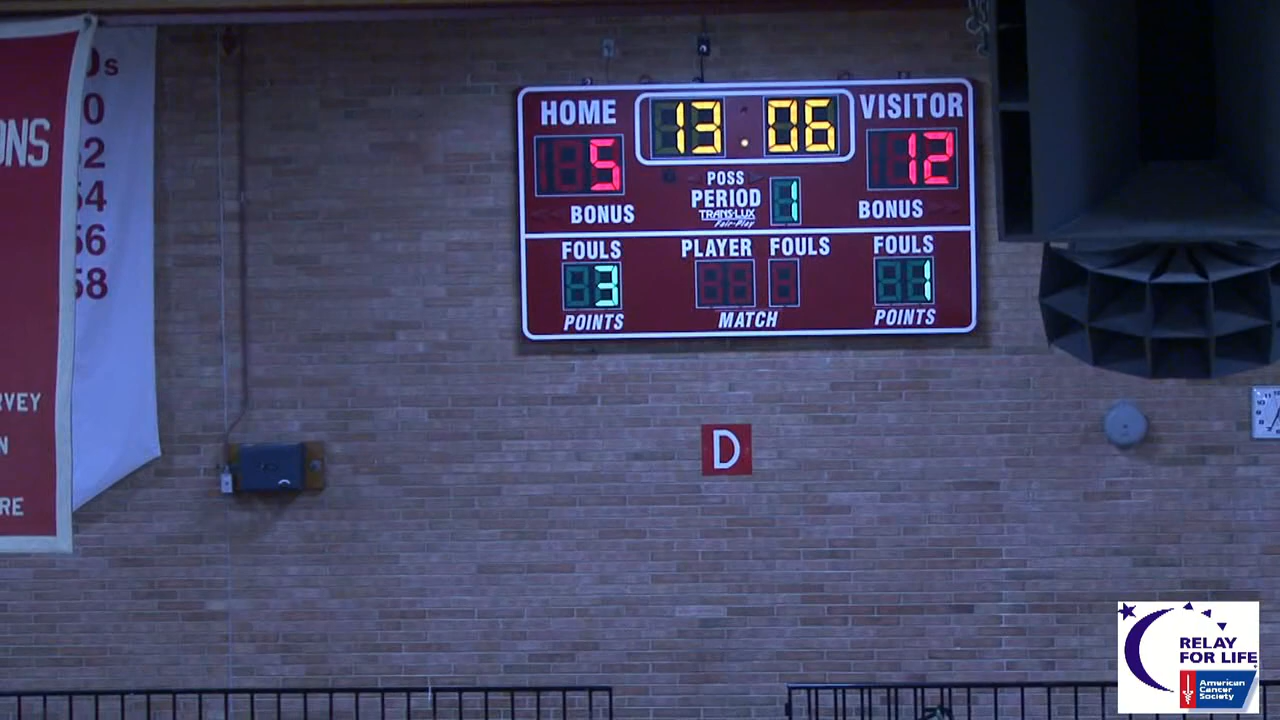 ONS
RVEY
N
RE
0s
0
52
54
56
58
HOME
13.06
VISITOR
5
12
POSS
PERIOD
1
TRANS-LUX
Fair-Play
BONUS
BONUS
FOULS
PLAYER FOULS
FOULS
3
1
POINTS
MATCH
POINTS
D
RELAY
FOR LIFE
American
Cancer
Society